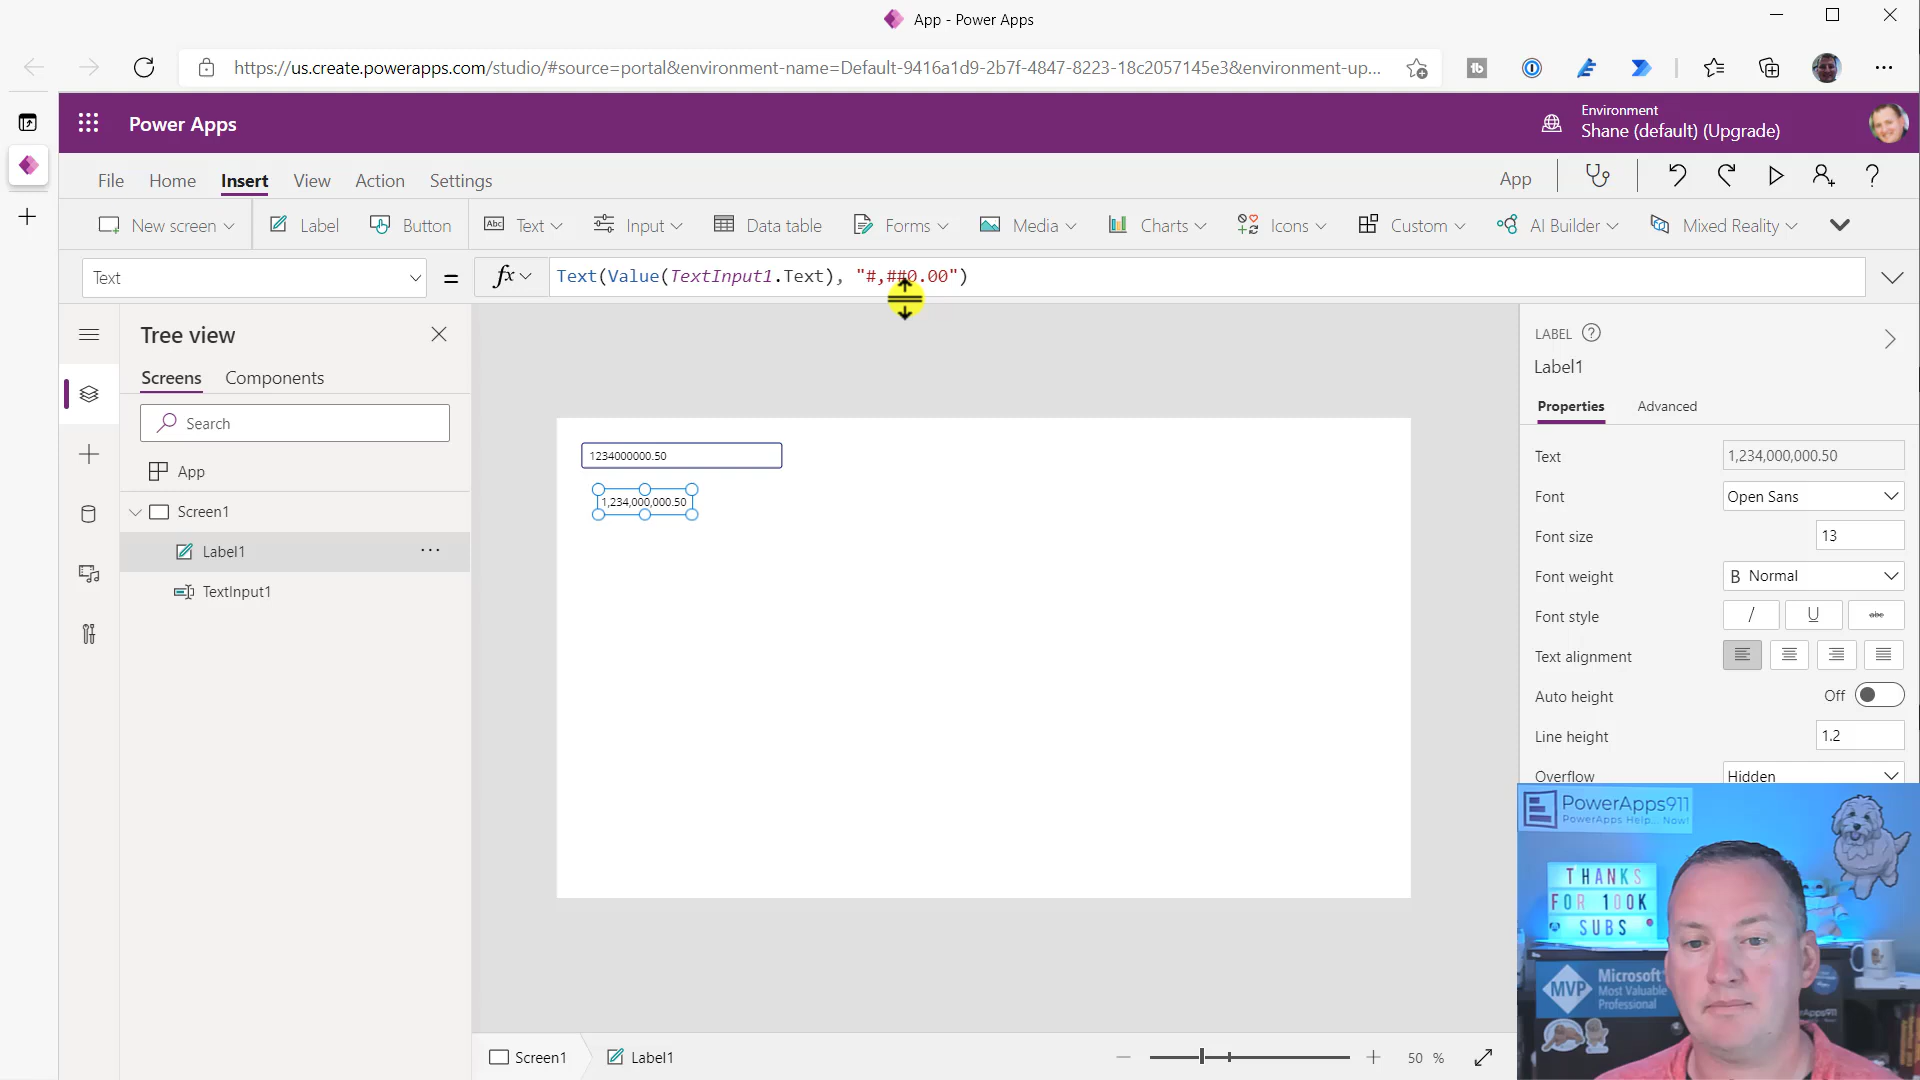 App - Power Apps
https://us.create.powerapps.com/studio/#source=portal&environment-name=Default-9416a1d9-2b7f-4847-8223-18c2057145e3&environment-up...
Power Apps
Environment
Shane (default) (Upgrade)
File Home Insert View Action Settings App
New screen Label Button Abc Text Input Data table Forms Media Charts Icons Custom AI Builder Mixed Reality
Text = fx Text(Value(TextInput1.Text), "#,##0.00")
Tree view
Screens Components
Search
App
Screen1
Label1 ...
TextInput1
1234000000.50
1,234,000,000.50
LABEL ?
Label1
Properties Advanced
Text 1,234,000,000.50
Font Open Sans
Font size 13
Font weight B Normal
Font style / U abc
Text alignment
Auto height Off
Line height 1.2
Overflow Hidden
PowerApps911
PowerApps Help... Now!
THANKS
FOR 100K
SUBS
MVP Microsoft
Most Valuable
Professional
Screen1 Label1 50 %